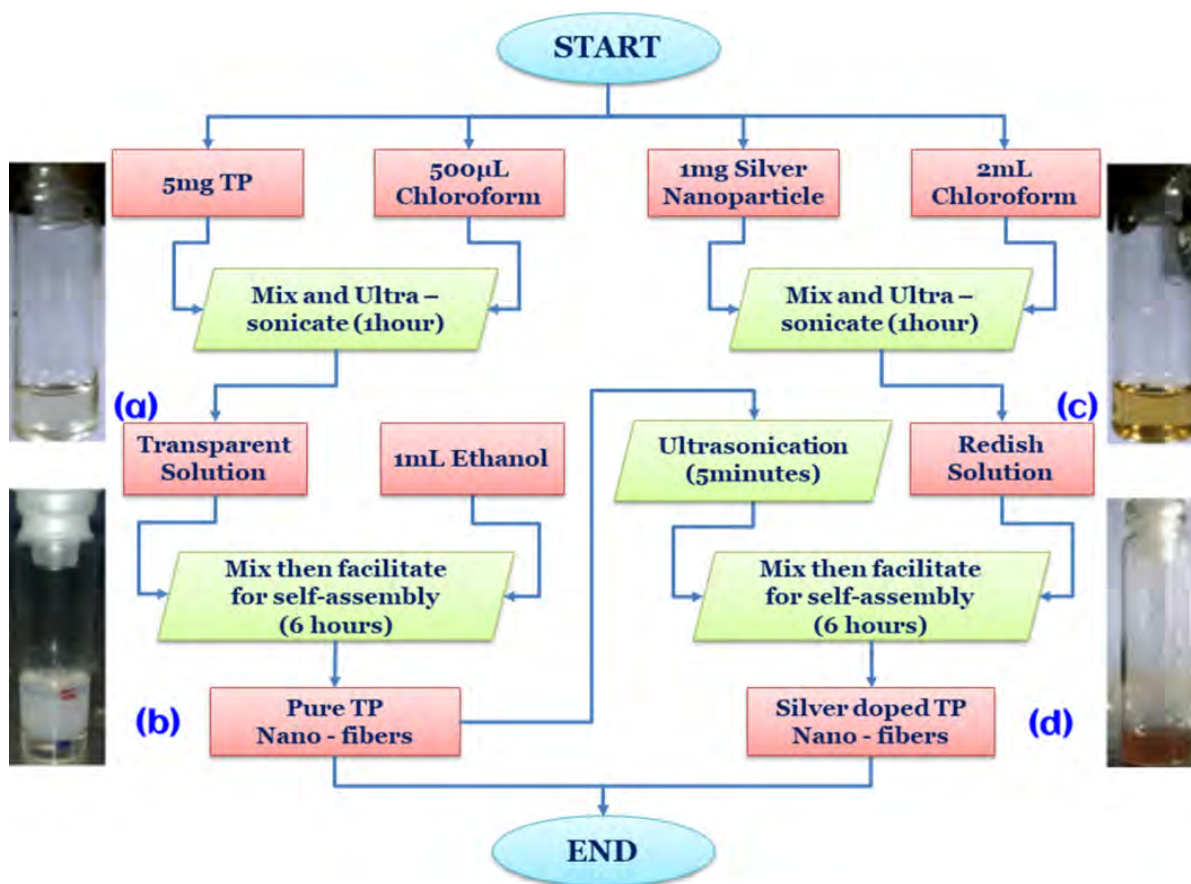 START
5mg TP
500µL
Chloroform
1mg Silver
Nanoparticle
2mL
Chloroform
Mix and Ultra –
sonicate (1hour)
Mix and Ultra –
sonicate (1hour)
(a)
(c)
Transparent
Solution
1mL Ethanol
Ultrasonication
(5minutes)
Redish
Solution
Mix then facilitate
for self-assembly
(6 hours)
Mix then facilitate
for self-assembly
(6 hours)
(b)
Pure TP
Nano - fibers
Silver doped TP
Nano - fibers
(d)
END